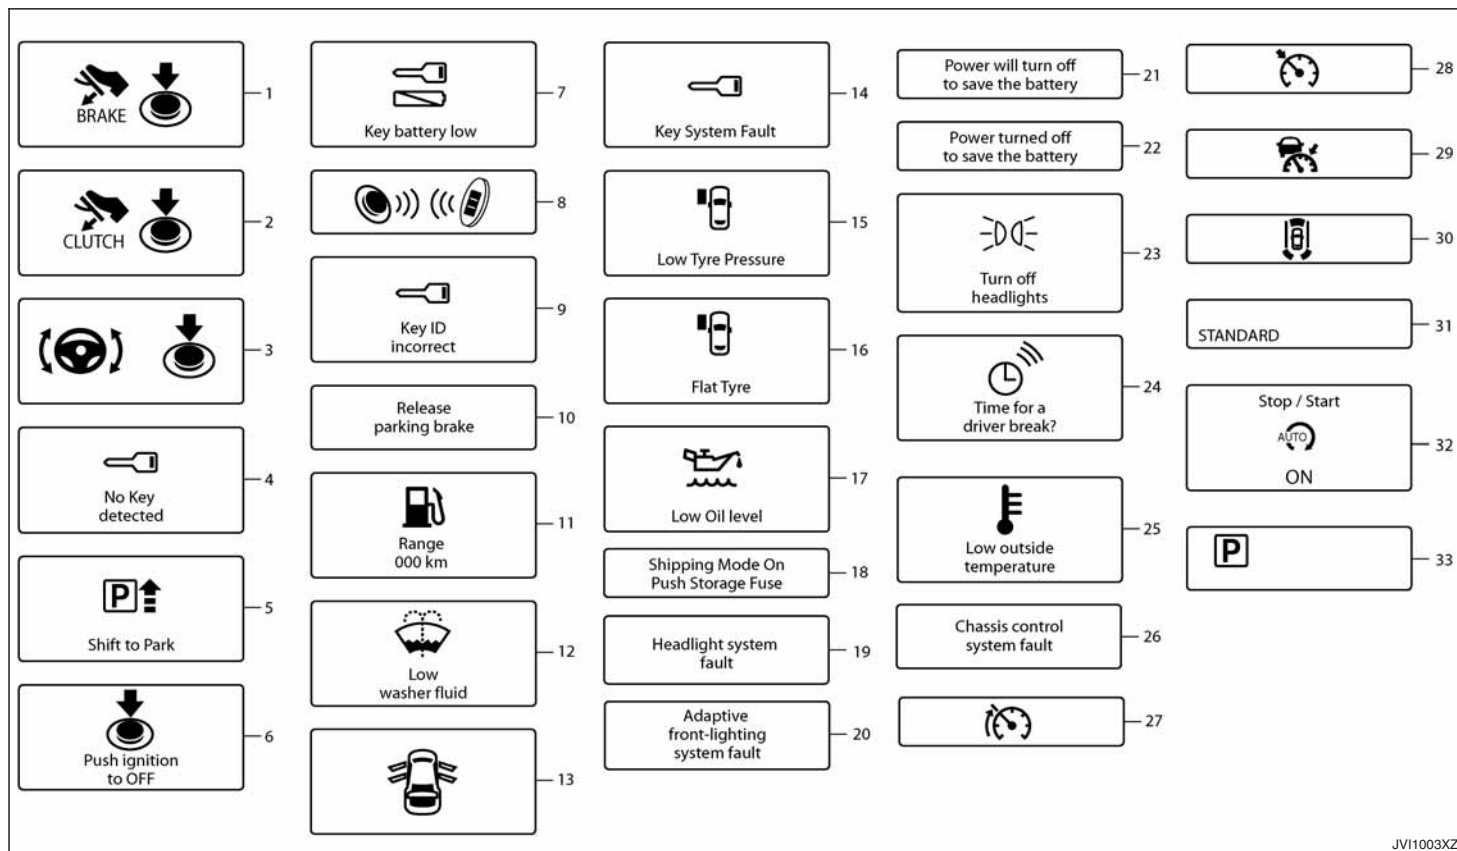 BRAKE
1
CLUTCH
2
3
No Key
detected
4
P
Shift to Park
5
Push ignition
to OFF
6
Key battery low
7
8
Key ID
incorrect
9
Release
parking brake
10
Range
000 km
11
Low
washer fluid
12
13
Key System Fault
14
Low Tyre Pressure
15
Flat Tyre
16
Low Oil level
17
Shipping Mode On
Push Storage Fuse
18
Headlight system
fault
19
Adaptive
front-lighting
system fault
20
Power will turn off
to save the battery
21
Power turned off
to save the battery
22
Turn off
headlights
23
Time for a
driver break?
24
Low outside
temperature
25
Chassis control
system fault
26
27
28
29
30
STANDARD
31
Stop / Start
AUTO
ON
32
P
33
JVI1003XZ